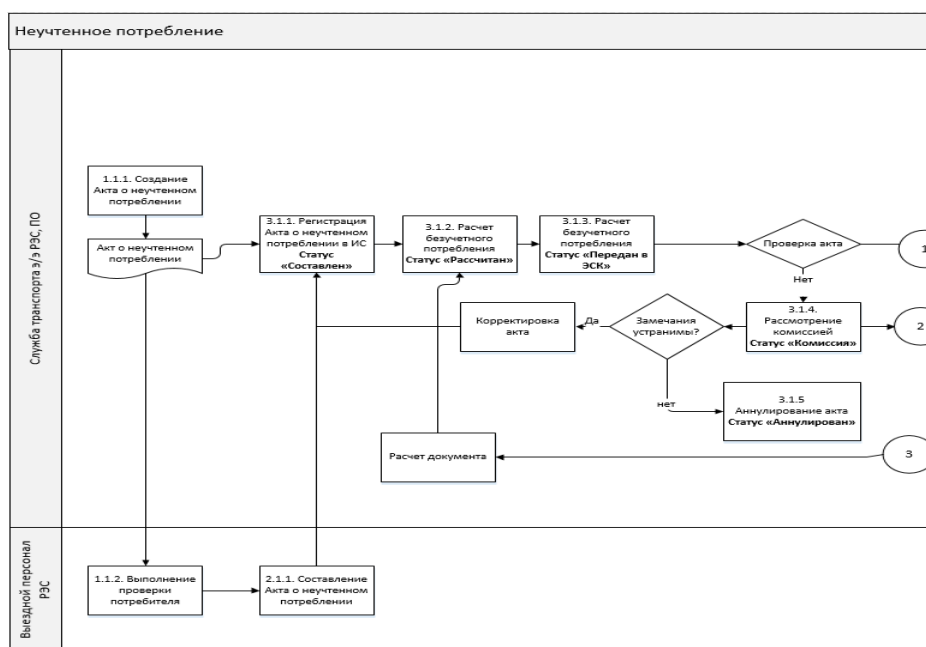 Неучтенное потребление
Служба транспорта э/э РЭС, ПО
1.1.1. Создание
Акта о неучтенном
потреблении
Акт о неучтенном
потреблении
3.1.1. Регистрация
Акта о неучтенном
потреблении в ИС
Статус
«Составлен»
3.1.2. Расчет
безучетного
потребления
Статус «Рассчитан»
3.1.3. Расчет
безучетного
потребления
Статус «Передан в
ЭСК»
Проверка акта
1
Нет
3.1.4.
Рассмотрение
комиссией
Статус «Комиссия»
2
Замечания
устранимы?
Да
Корректировка
акта
нет
3.1.5
Аннулирование акта
Статус «Аннулирован»
Расчет документа
3
Выездной персонал
РЭС
1.1.2. Выполнение
проверки
потребителя
2.1.1. Составление
Акта о неучтенном
потреблении